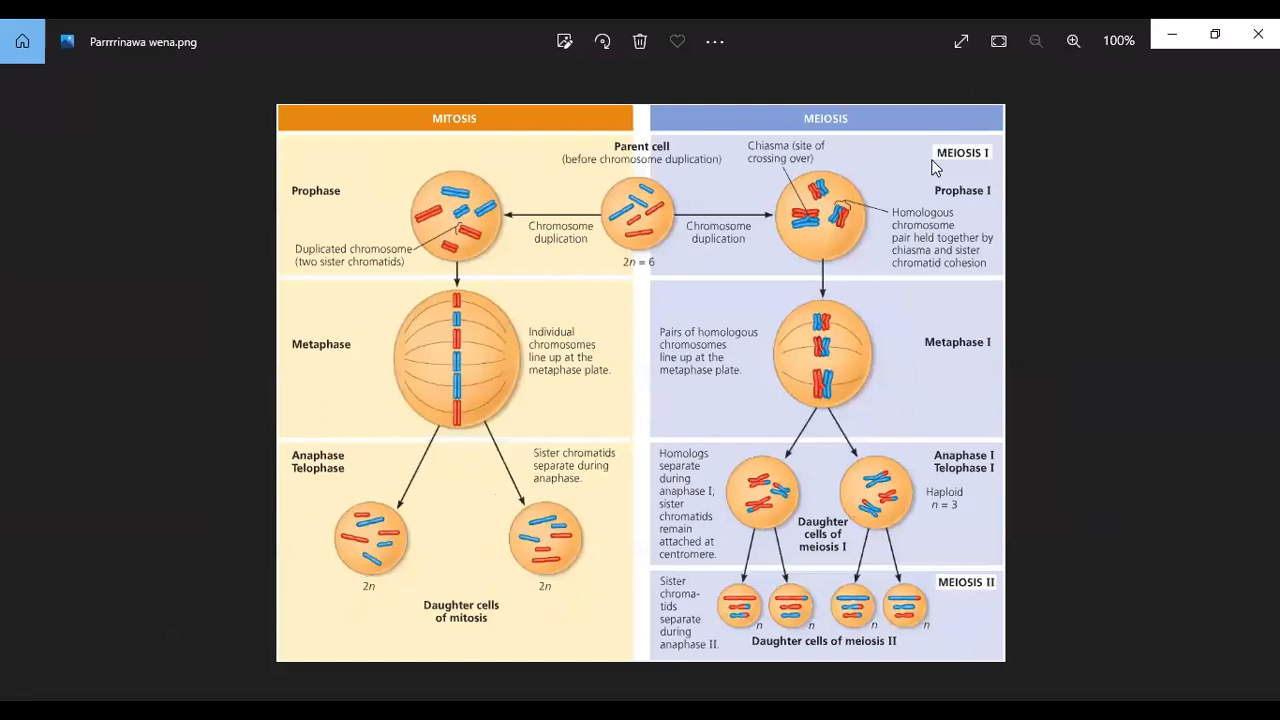 Parrrrinawa wena.png
100%
MITOSIS
MEIOSIS
Parent cell
(before chromosome duplication)
Chiasma (site of
crossing over)
MEIOSIS I
Prophase
Prophase I
Duplicated chromosome
(two sister chromatids)
Chromosome
duplication
Chromosome
duplication
2n = 6
Homologous
chromosome
pair held together by
chiasma and sister
chromatid cohesion
Metaphase
Individual
chromosomes
line up at the
metaphase plate.
Pairs of homologous
chromosomes
line up at the
metaphase plate.
Metaphase I
Anaphase
Telophase
Sister chromatids
separate during
anaphase.
Homologs
separate
during
anaphase I;
sister
chromatids
remain
attached at
centromere.
Anaphase I
Telophase I
Haploid
n = 3
Daughter
cells of
meiosis I
2n
2n
Daughter cells
of mitosis
MEIOSIS II
Sister
chroma-
tids
separate
during
anaphase II.
n
n
n
n
Daughter cells of meiosis II